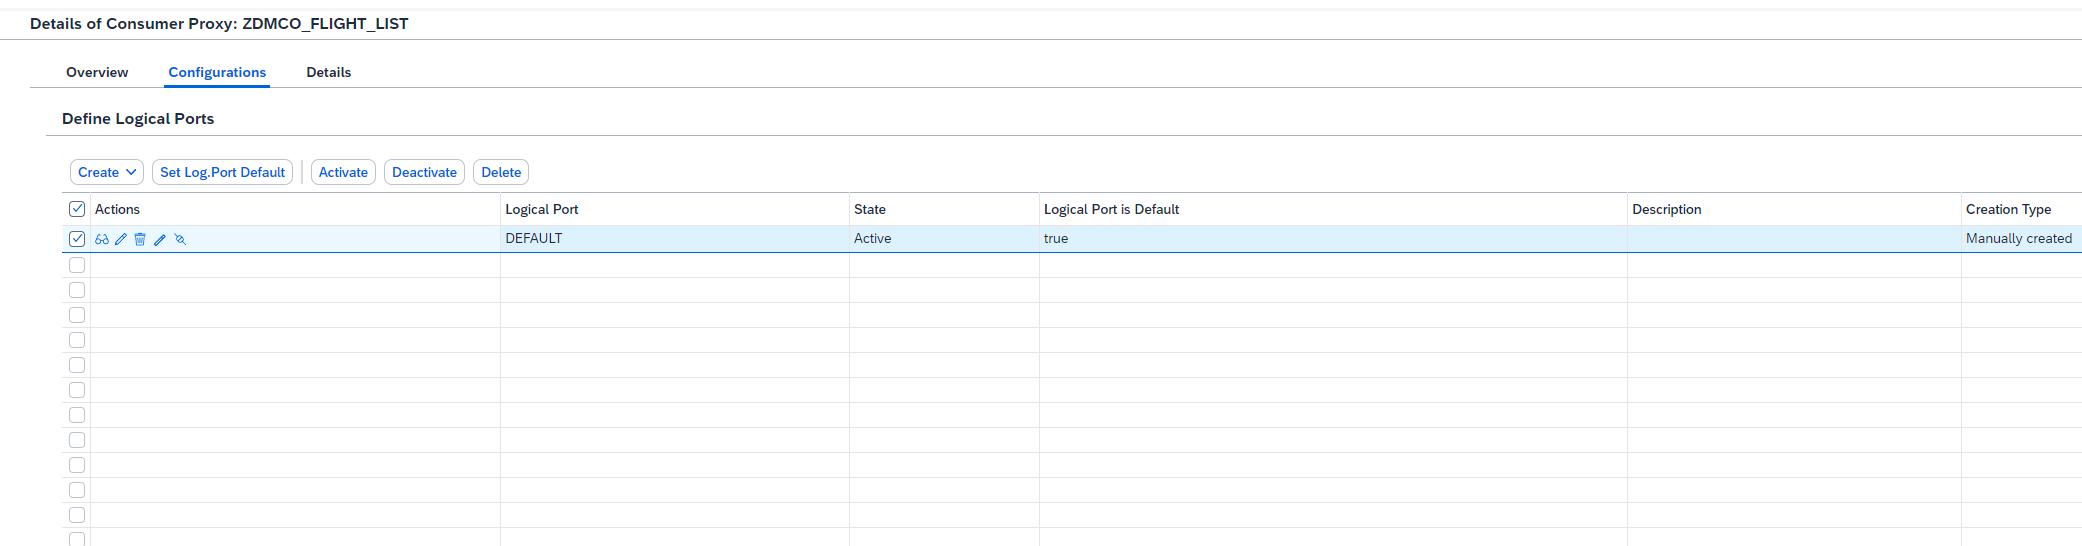 Details of Consumer Proxy: ZDMCO_FLIGHT_LIST
Overview Configurations Details
Define Logical Ports
Create Set Log.Port Default Activate Deactivate Delete
Actions Logical Port State Logical Port is Default Description Creation Type
DEFAULT Active true Manually created